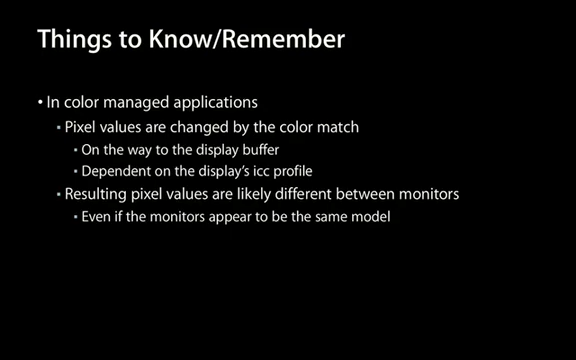 Things to Know/Remember
• In color managed applications
▪ Pixel values are changed by the color match
▪ On the way to the display buffer
▪ Dependent on the display's icc profile
▪ Resulting pixel values are likely different between monitors
▪ Even if the monitors appear to be the same model